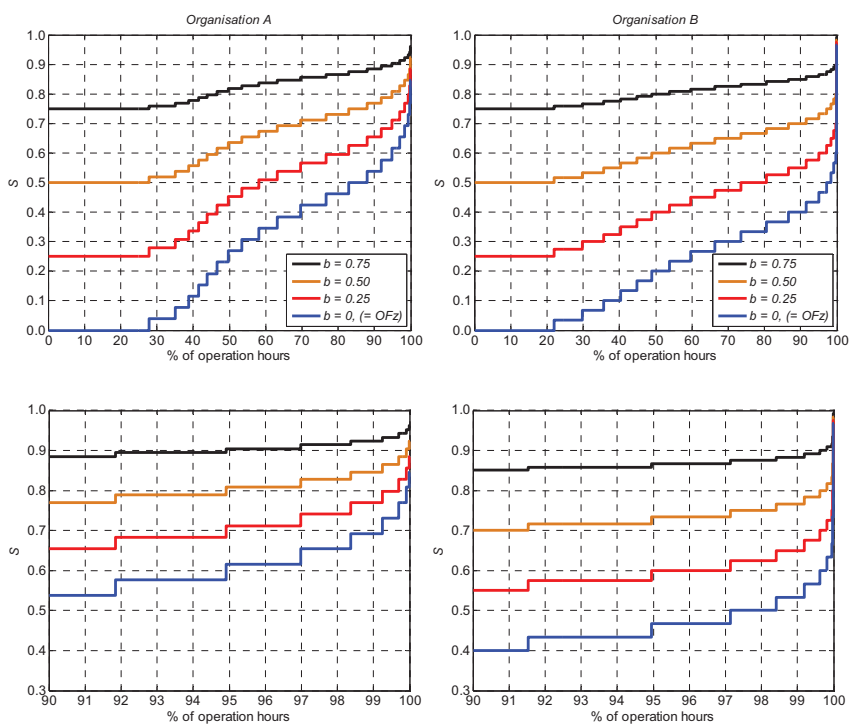 Organisation A
Organisation B
1.0
0.9
0.8
0.7
0.6
0.5
0.4
0.3
0.2
0.1
0.0
S
b = 0.75
b = 0.50
b = 0.25
b = 0, (= OFz)
0 10 20 30 40 50 60 70 80 90 100
% of operation hours
1.0
0.9
0.8
0.7
0.6
0.5
0.4
0.3
0.2
0.1
0.0
S
b = 0.75
b = 0.50
b = 0.25
b = 0, (= OFz)
0 10 20 30 40 50 60 70 80 90 100
% of operation hours
1.0
0.9
0.8
0.7
0.6
0.5
0.4
0.3
S
90 91 92 93 94 95 96 97 98 99 100
% of operation hours
1.0
0.9
0.8
0.7
0.6
0.5
0.4
0.3
S
90 91 92 93 94 95 96 97 98 99 100
% of operation hours